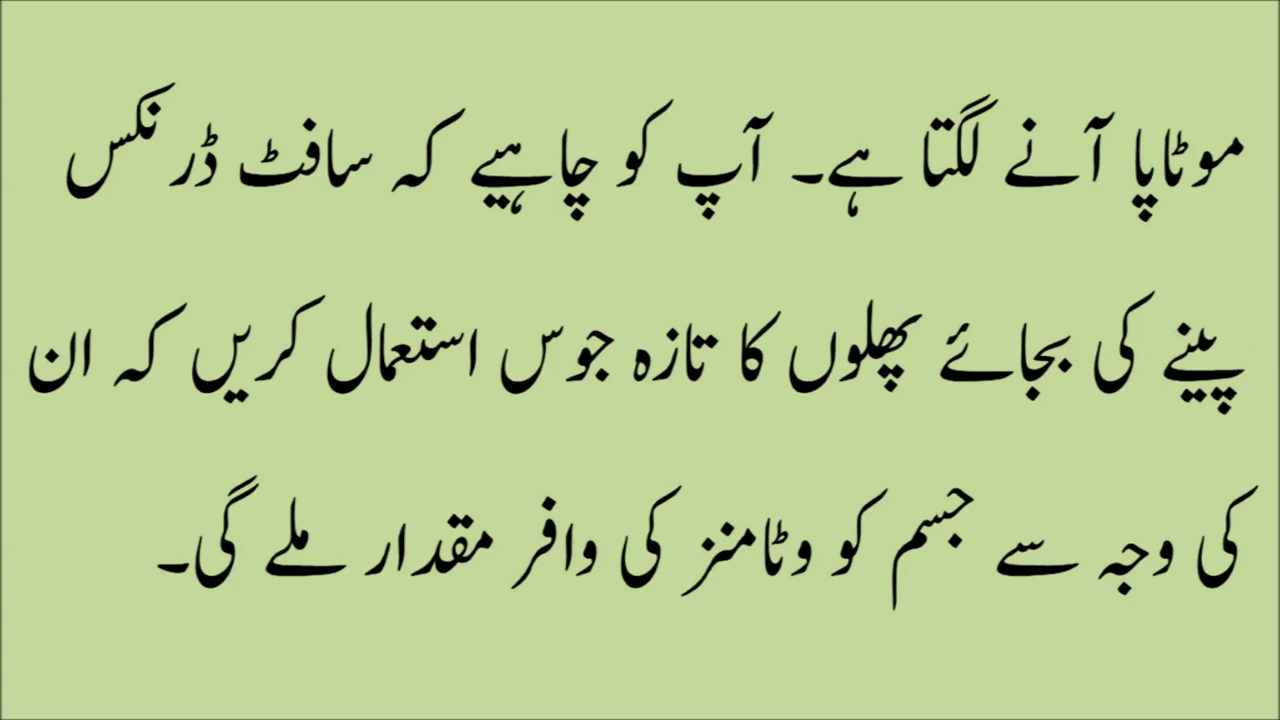 موٹاپا آنے لگتا ہے۔ آپ کو چاہیے کہ سافٹ ڈرنکس
پینے کی بجائے پھلوں کا تازہ جوس استعمال کریں کہ ان
کی وجہ سے جسم کو وٹامنز کی وافر مقدار ملے گی۔